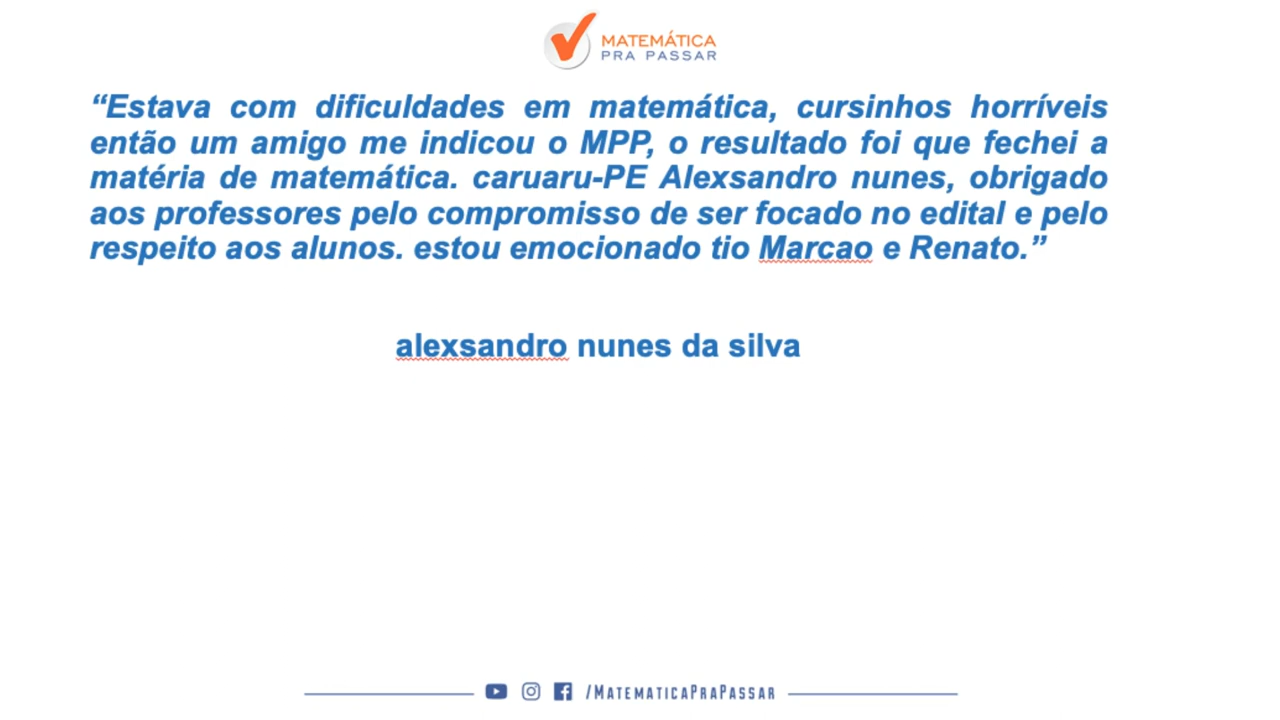 MATEMÁTICA
PRA PASSAR
“Estava com dificuldades em matemática, cursinhos horríveis
então um amigo me indicou o MPP, o resultado foi que fechei a
matéria de matemática. caruaru-PE Alexsandro nunes, obrigado
aos professores pelo compromisso de ser focado no edital e pelo
respeito aos alunos. estou emocionado tio Marcao e Renato.”
alexsandro nunes da silva
/MATEMATICAPRAPASSAR